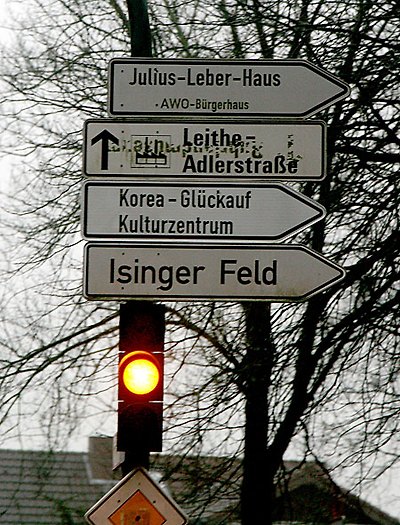 Julius-Leber-Haus
AWO-Bürgerhaus
Leithe-
Adlerstraße
Korea-Glückauf
Kulturzentrum
Isinger Feld